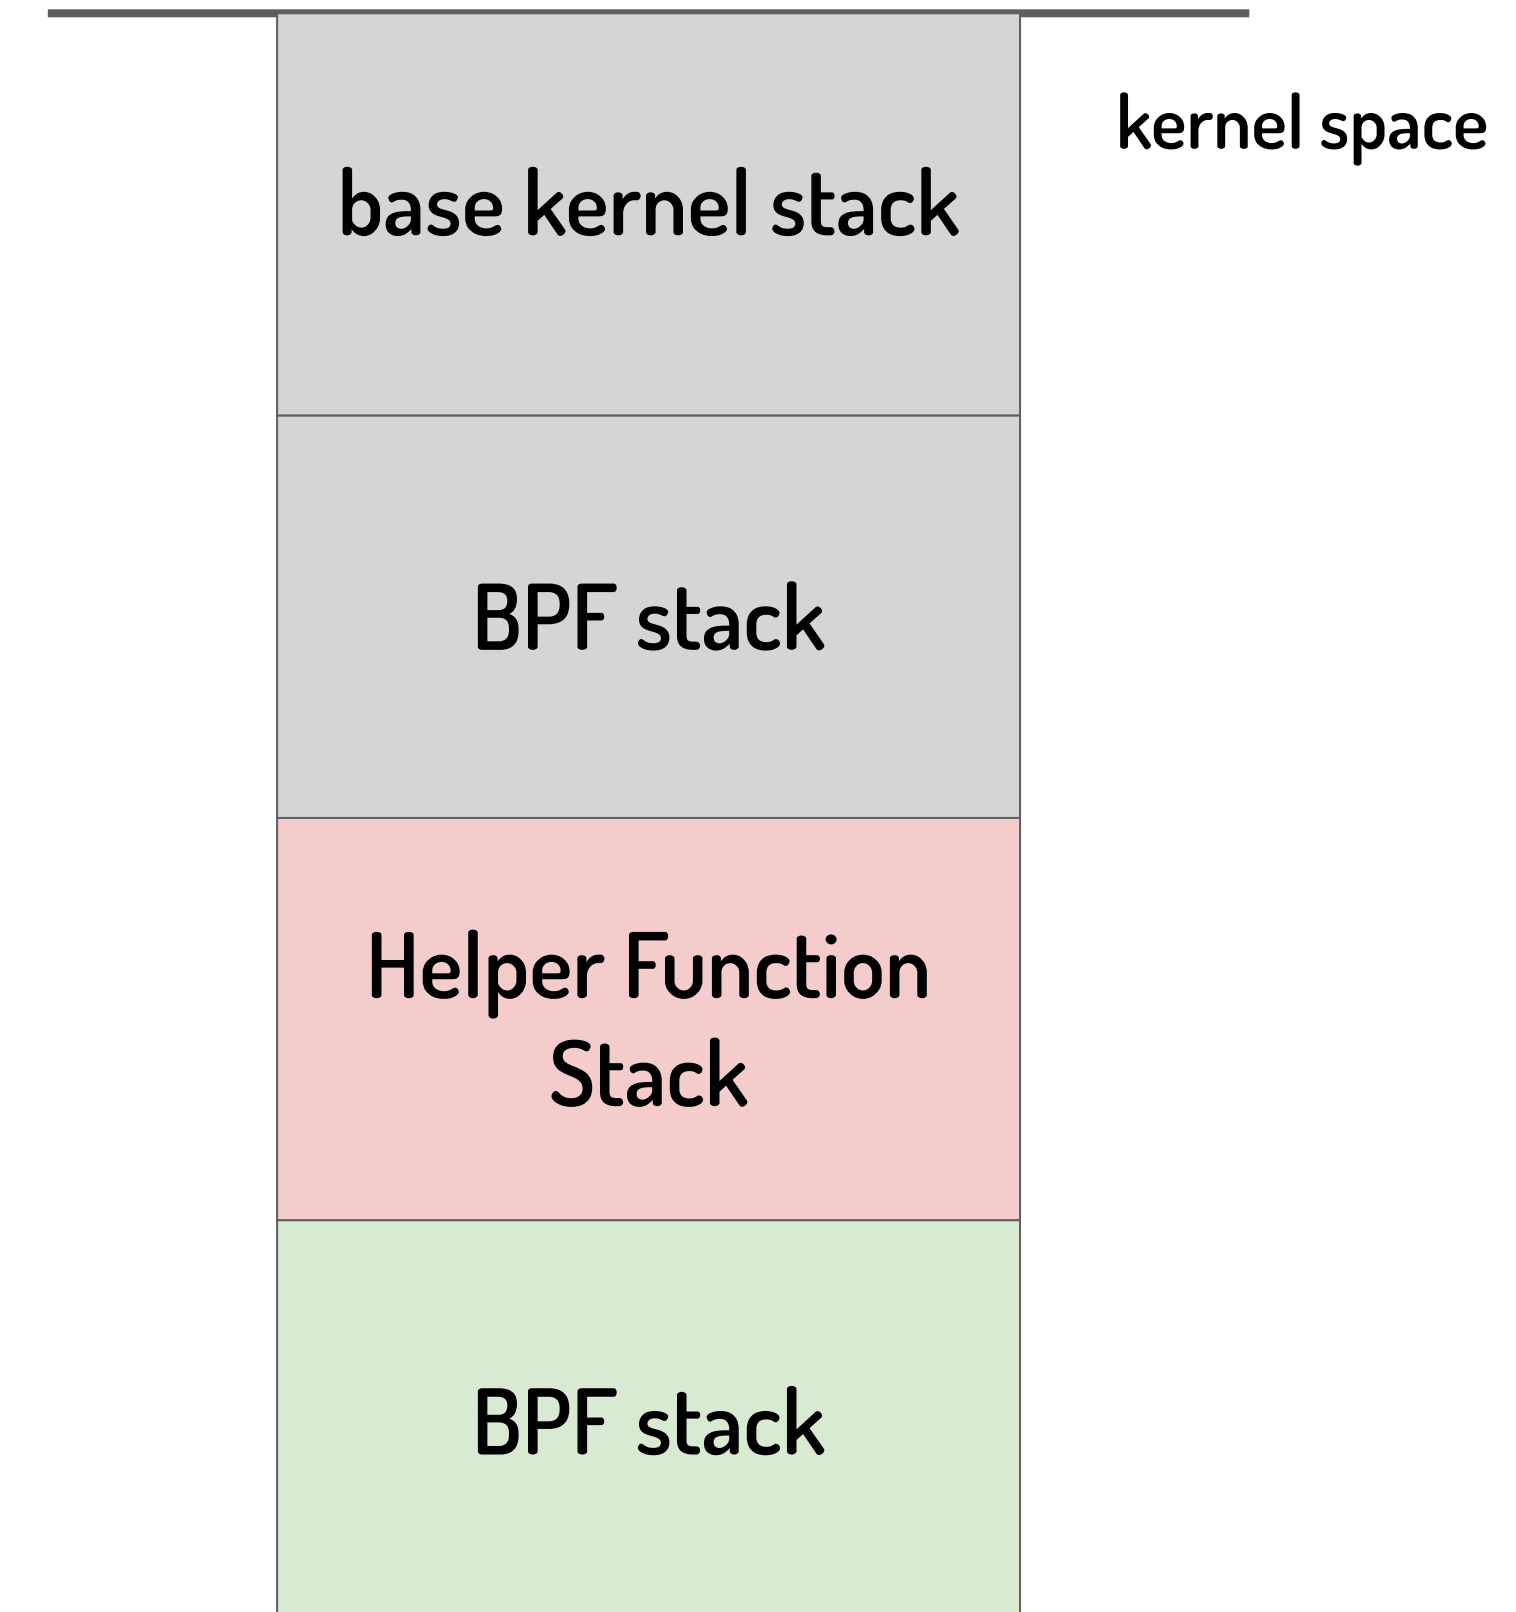 kernel space
base kernel stack
BPF stack
Helper Function
Stack
BPF stack